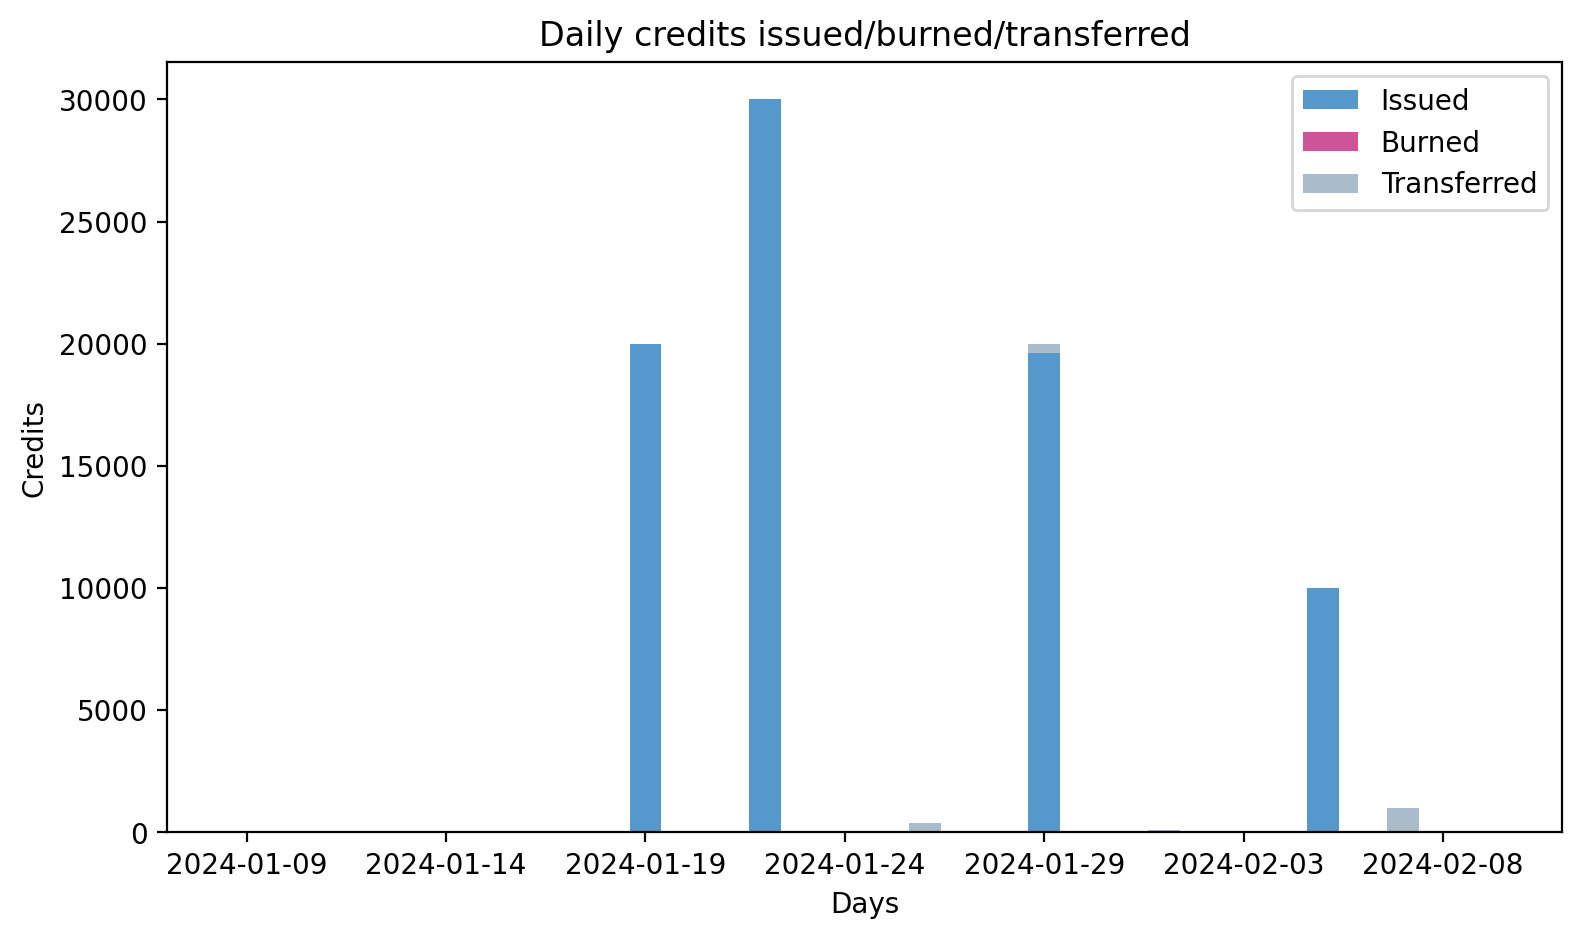 Daily credits issued/burned/transferred
Issued
Burned
Transferred
30000
25000
20000
15000
10000
5000
0
Credits
2024-01-09 2024-01-14 2024-01-19 2024-01-24 2024-01-29 2024-02-03 2024-02-08
Days